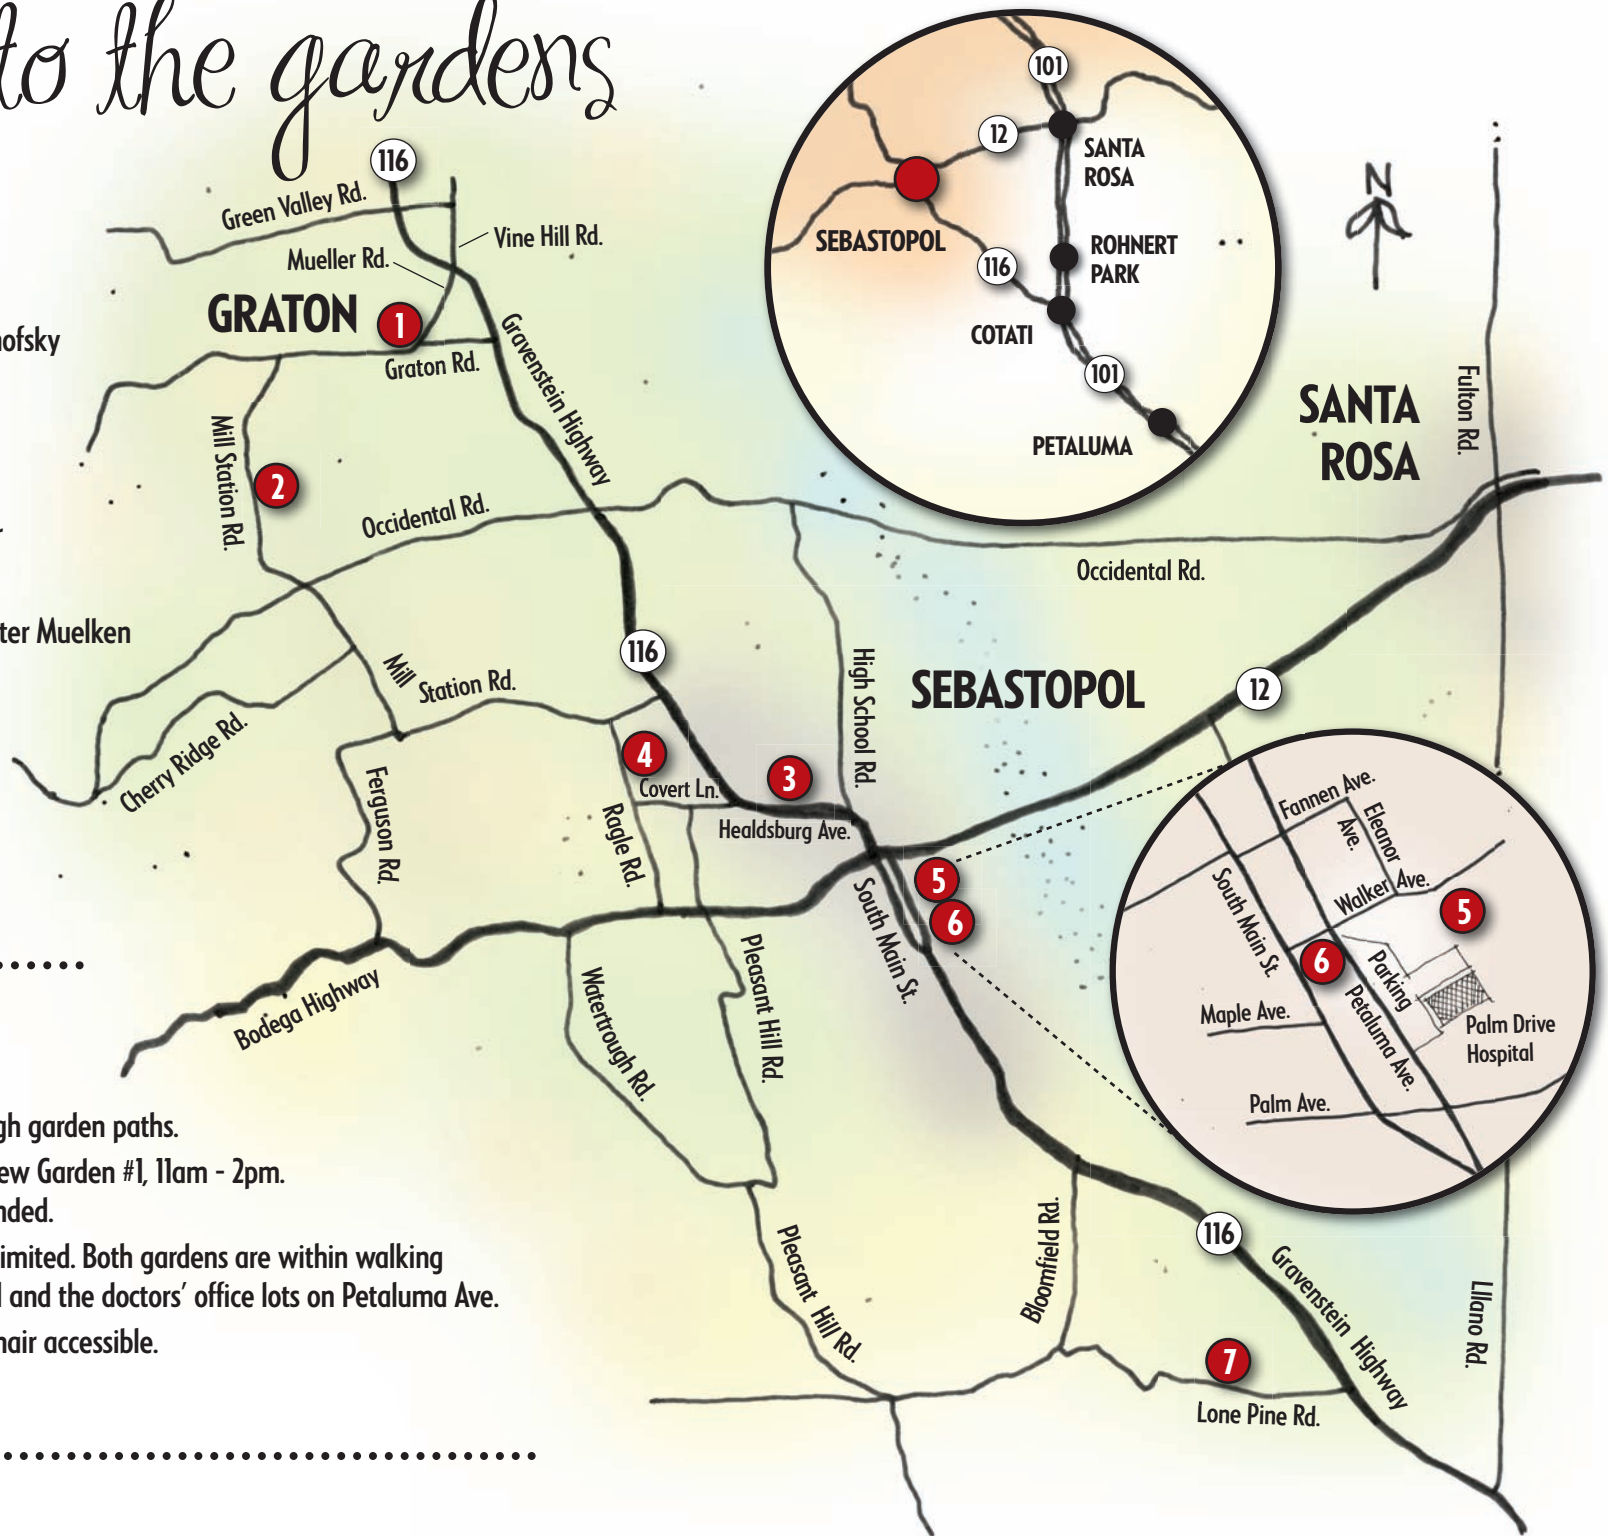 to the gardens
116
Green Valley Rd.
Vine Hill Rd.
Mueller Rd.
GRATON
1
Graton Rd.
Gravenstein Highway
Mill Station Rd.
2
Occidental Rd.
116
Mill
Station Rd.
Cherry Ridge Rd.
Ferguson Rd.
4
Covert Ln.
Ragle Rd.
3
Healdsburg Ave.
High School Rd.
SEBASTOPOL
Occidental Rd.
12
SANTA
ROSA
Fulton Rd.
N
101
12
SANTA
ROSA
SEBASTOPOL
116
ROHNERT
PARK
COTATI
101
PETALUMA
5
6
South Main St.
Bodega Highway
Watertrough Rd.
Pleasant Hill Rd.
Pleasant Hill Rd.
Bloomfield Rd.
116
Gravenstein Highway
Lllano Rd.
7
Lone Pine Rd.
Fannen Ave.
Eleanor
Ave.
Walker Ave.
South Main St.
5
6
Parking
Petaluma Ave.
Maple Ave.
Palm Drive
Hospital
Palm Ave.
ofsky
ter Muelken
gh garden paths.
ew Garden #1, 11am - 2pm.
nded.
limited. Both gardens are within walking
and the doctors' office lots on Petaluma Ave.
hair accessible.